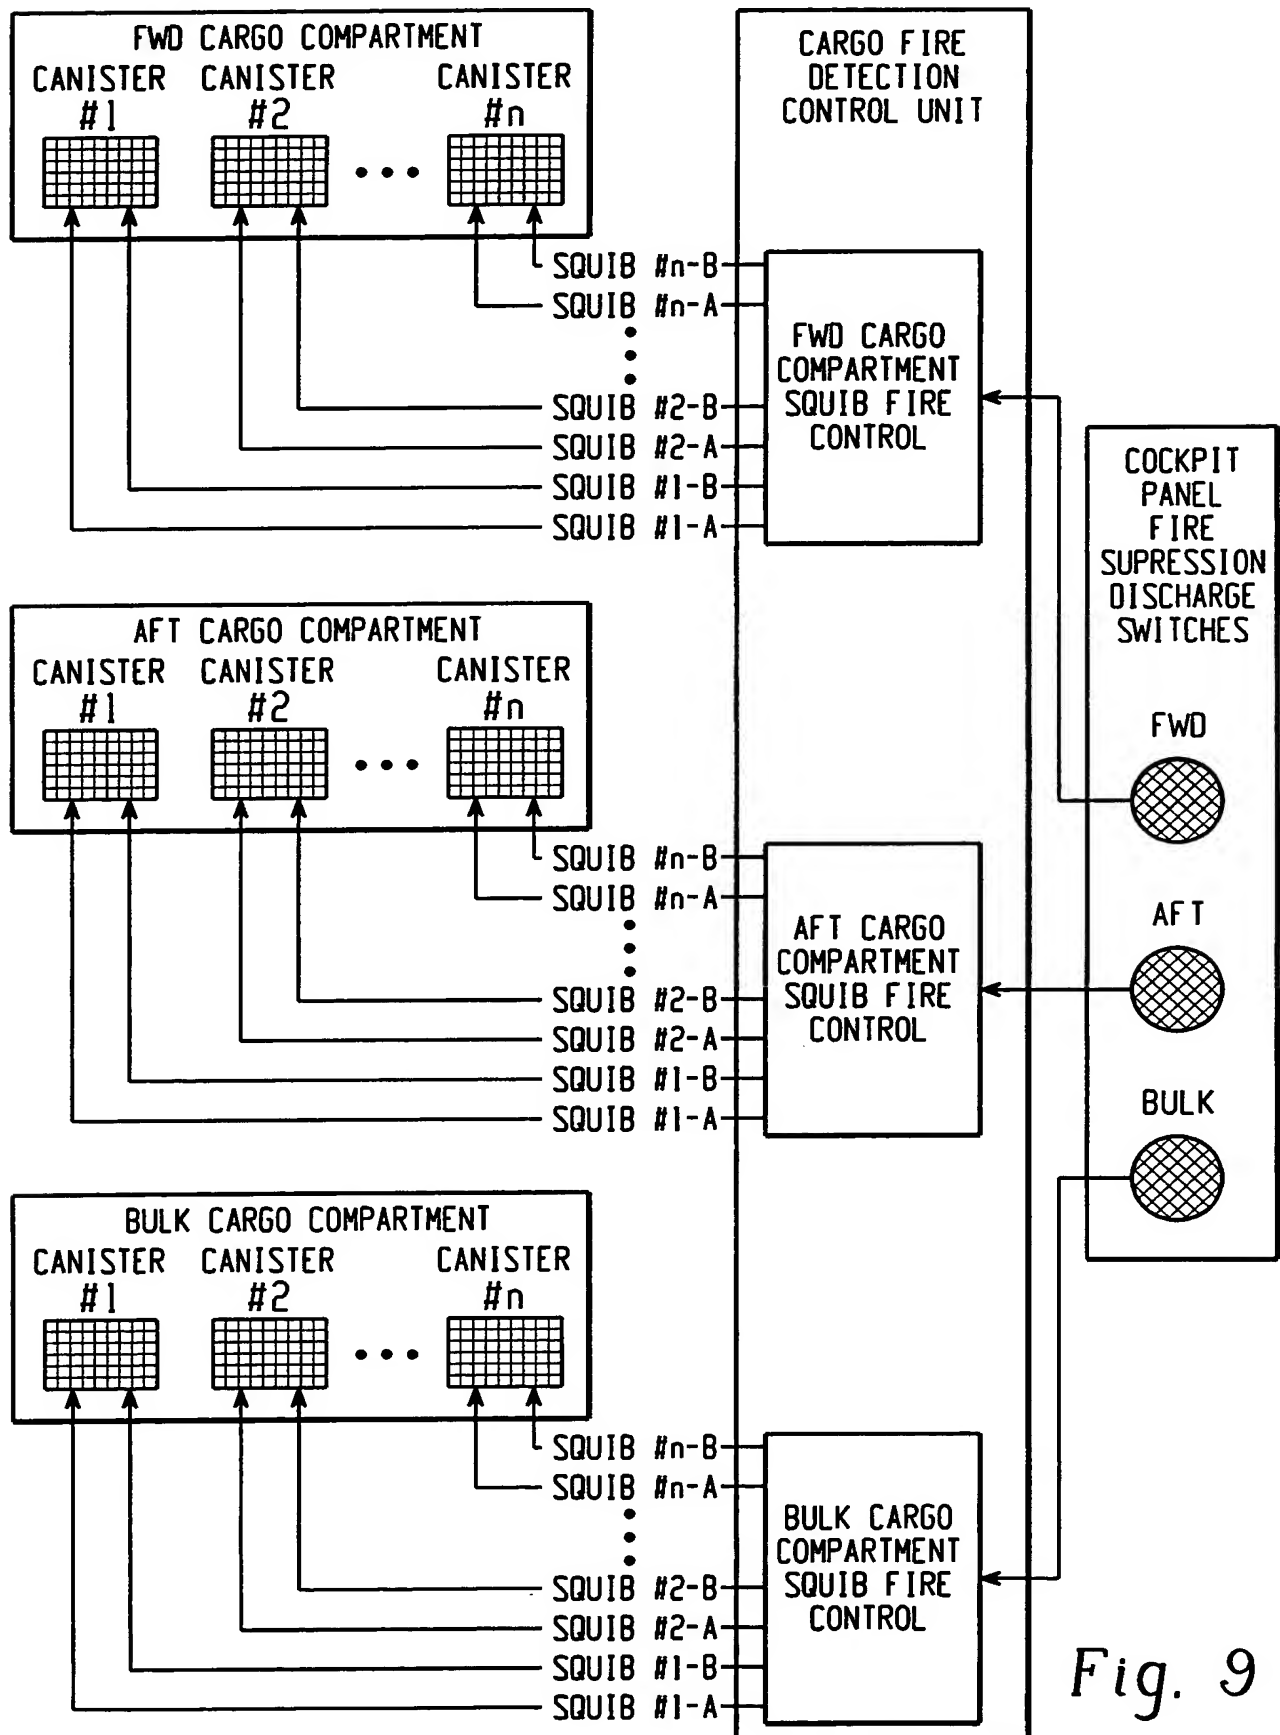 FWD CARGO COMPARTMENT
CANISTER #1
CANISTER #2
CANISTER #n
SQUIB #n-B
SQUIB #n-A
SQUIB #2-B
SQUIB #2-A
SQUIB #1-B
SQUIB #1-A
AFT CARGO COMPARTMENT
CANISTER #1
CANISTER #2
CANISTER #n
SQUIB #n-B
SQUIB #n-A
SQUIB #2-B
SQUIB #2-A
SQUIB #1-B
SQUIB #1-A
BULK CARGO COMPARTMENT
CANISTER #1
CANISTER #2
CANISTER #n
SQUIB #n-B
SQUIB #n-A
SQUIB #2-B
SQUIB #2-A
SQUIB #1-B
SQUIB #1-A
CARGO FIRE
DETECTION
CONTROL UNIT
FWD CARGO
COMPARTMENT
SQUIB FIRE
CONTROL
AFT CARGO
COMPARTMENT
SQUIB FIRE
CONTROL
BULK CARGO
COMPARTMENT
SQUIB FIRE
CONTROL
COCKPIT
PANEL
FIRE
SUPRESSION
DISCHARGE
SWITCHES
FWD
AFT
BULK
Fig. 9